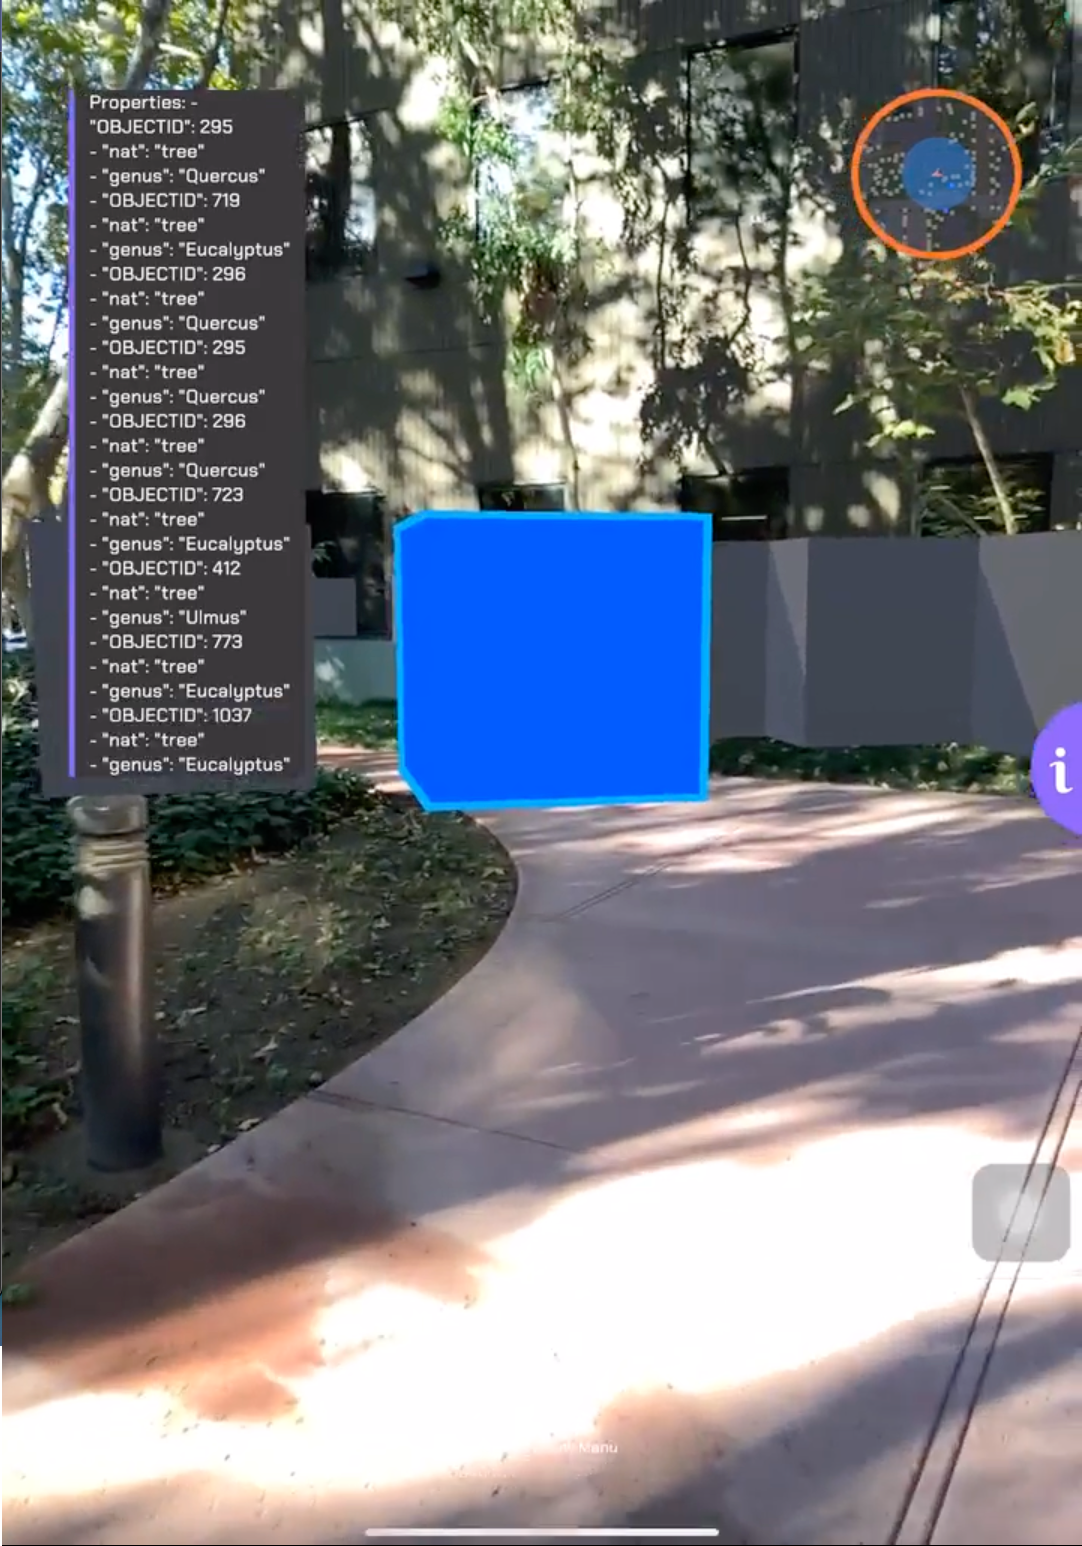 Properties: -
"OBJECTID": 295
- "nat": "tree"
- "genus": "Quercus"
- "OBJECTID": 719
- "nat": "tree"
- "genus": "Eucalyptus"
- "OBJECTID": 296
- "nat": "tree"
- "genus": "Quercus"
- "OBJECTID": 295
- "nat": "tree"
- "genus": "Quercus"
- "OBJECTID": 296
- "nat": "tree"
- "genus": "Quercus"
- "OBJECTID": 723
- "nat": "tree"
- "genus": "Eucalyptus"
- "OBJECTID": 412
- "nat": "tree"
- "genus": "Ulmus"
- "OBJECTID": 773
- "nat": "tree"
- "genus": "Eucalyptus"
- "OBJECTID": 1037
- "nat": "tree"
- "genus": "Eucalyptus"
i
Manu